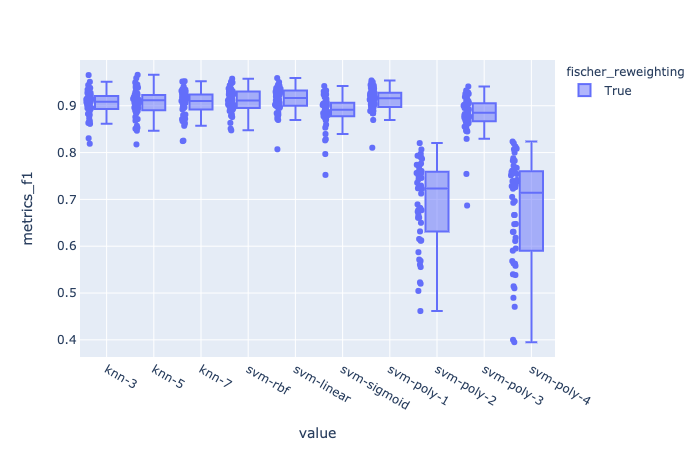 fischer_reweighting
True
metrics_f1
0.9
0.8
0.7
0.6
0.5
0.4
knn-3
knn-5
knn-7
svm-rbf
svm-linear
svm-sigmoid
svm-poly-1
svm-poly-2
svm-poly-3
svm-poly-4
value